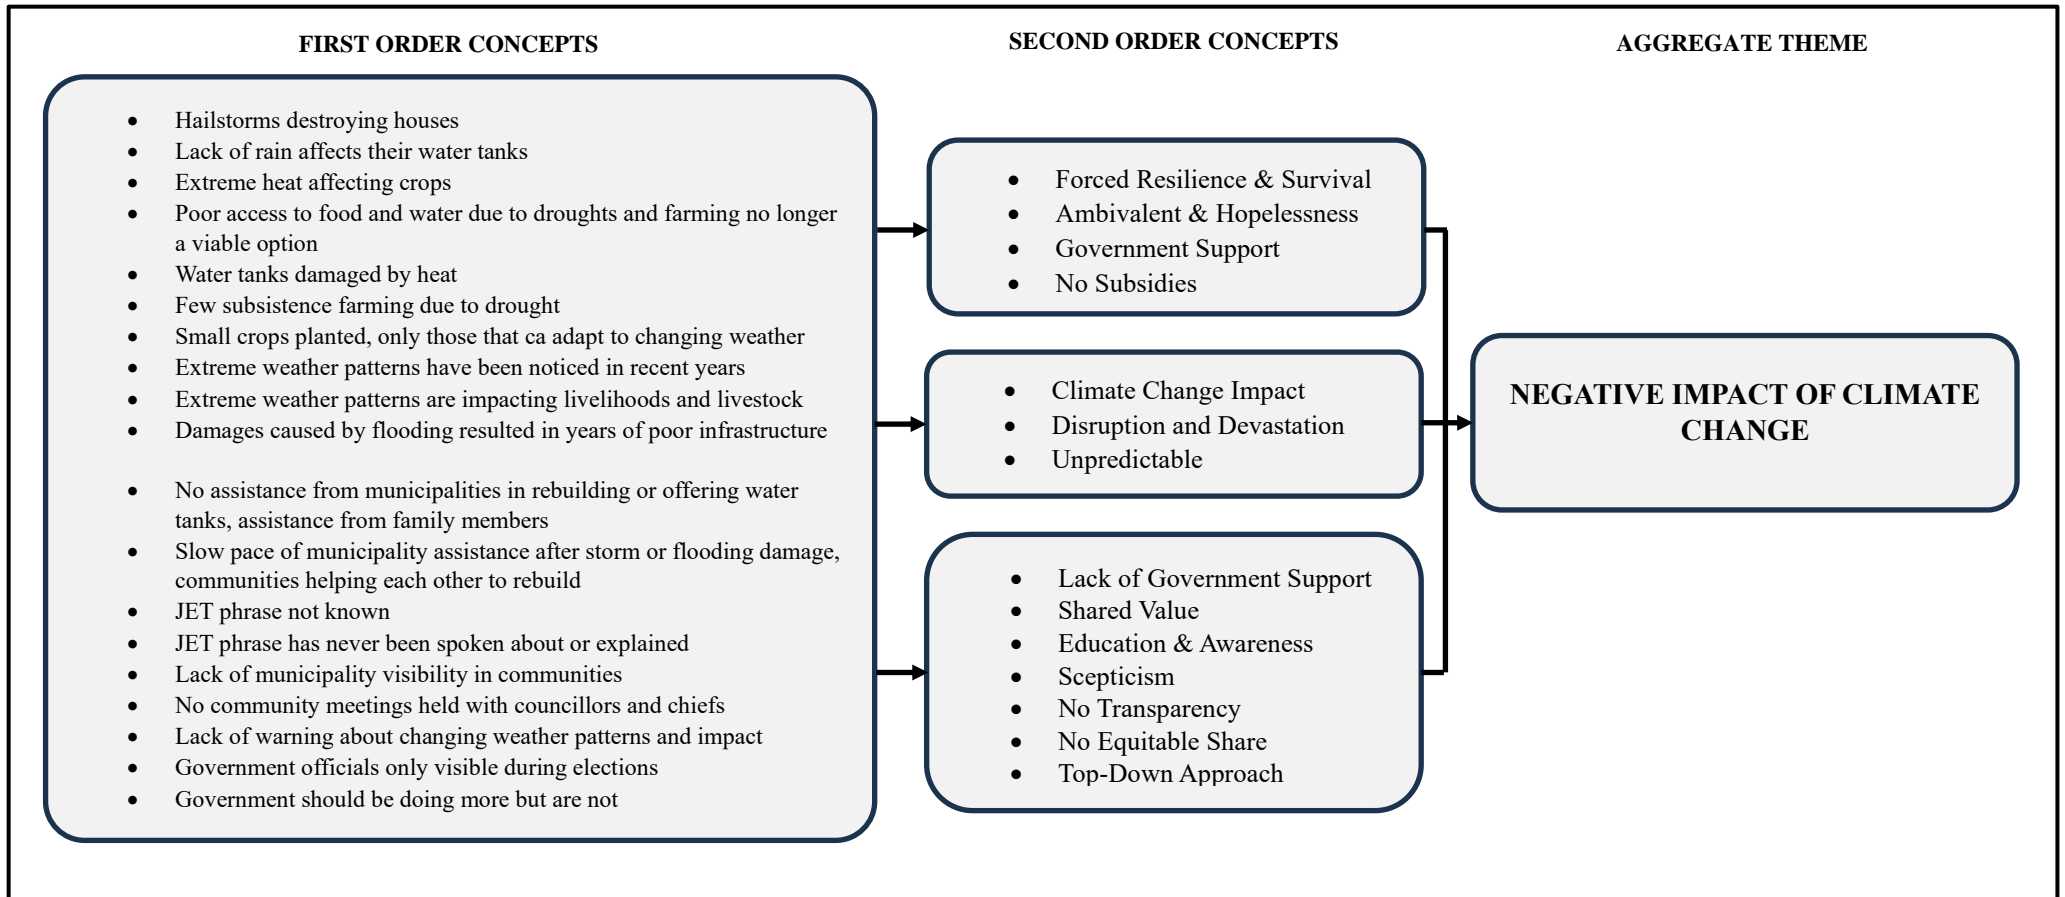 FIRST ORDER CONCEPTS
• Hailstorms destroying houses
• Lack of rain affects their water tanks
• Extreme heat affecting crops
• Poor access to food and water due to droughts and farming no longer
a viable option
• Water tanks damaged by heat
• Few subsistence farming due to drought
• Small crops planted, only those that ca adapt to changing weather
• Extreme weather patterns have been noticed in recent years
• Extreme weather patterns are impacting livelihoods and livestock
• Damages caused by flooding resulted in years of poor infrastructure
• No assistance from municipalities in rebuilding or offering water
tanks, assistance from family members
• Slow pace of municipality assistance after storm or flooding damage,
communities helping each other to rebuild
• JET phrase not known
• JET phrase has never been spoken about or explained
• Lack of municipality visibility in communities
• No community meetings held with councillors and chiefs
• Lack of warning about changing weather patterns and impact
• Government officials only visible during elections
• Government should be doing more but are not
SECOND ORDER CONCEPTS
• Forced Resilience & Survival
• Ambivalent & Hopelessness
• Government Support
• No Subsidies
• Climate Change Impact
• Disruption and Devastation
• Unpredictable
• Lack of Government Support
• Shared Value
• Education & Awareness
• Scepticism
• No Transparency
• No Equitable Share
• Top-Down Approach
AGGREGATE THEME
NEGATIVE IMPACT OF CLIMATE
CHANGE